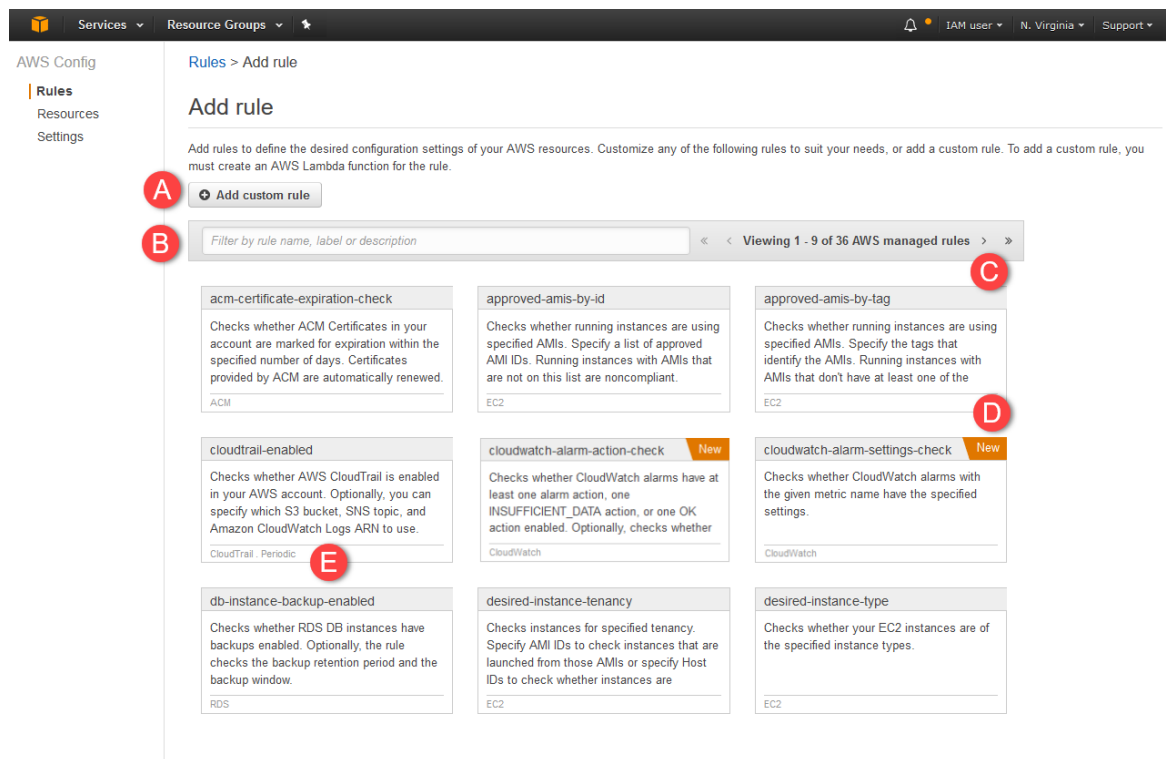 Services Resource Groups IAM user N. Virginia Support
AWS Config
Rules
Resources
Settings
Rules > Add rule
Add rule
Add rules to define the desired configuration settings of your AWS resources. Customize any of the following rules to suit your needs, or add a custom rule. To add a custom rule, you
must create an AWS Lambda function for the rule.
A
Add custom rule
B
Filter by rule name, label or description
« < Viewing 1 - 9 of 36 AWS managed rules > »
C
acm-certificate-expiration-check
Checks whether ACM Certificates in your
account are marked for expiration within the
specified number of days. Certificates
provided by ACM are automatically renewed.
ACM
approved-amis-by-id
Checks whether running instances are using
specified AMIs. Specify a list of approved
AMI IDs. Running instances with AMIs that
are not on this list are noncompliant.
EC2
approved-amis-by-tag
Checks whether running instances are using
specified AMIs. Specify the tags that
identify the AMIs. Running instances with
AMIs that don't have at least one of the
EC2
D
cloudtrail-enabled
Checks whether AWS CloudTrail is enabled
in your AWS account. Optionally, you can
specify which S3 bucket, SNS topic, and
Amazon CloudWatch Logs ARN to use.
CloudTrail . Periodic
E
cloudwatch-alarm-action-check New
Checks whether CloudWatch alarms have at
least one alarm action, one
INSUFFICIENT_DATA action, or one OK
action enabled. Optionally, checks whether
CloudWatch
cloudwatch-alarm-settings-check New
Checks whether CloudWatch alarms with
the given metric name have the specified
settings.
CloudWatch
db-instance-backup-enabled
Checks whether RDS DB instances have
backups enabled. Optionally, the rule
checks the backup retention period and the
backup window.
RDS
desired-instance-tenancy
Checks instances for specified tenancy.
Specify AMI IDs to check instances that are
launched from those AMIs or specify Host
IDs to check whether instances are
EC2
desired-instance-type
Checks whether your EC2 instances are of
the specified instance types.
EC2